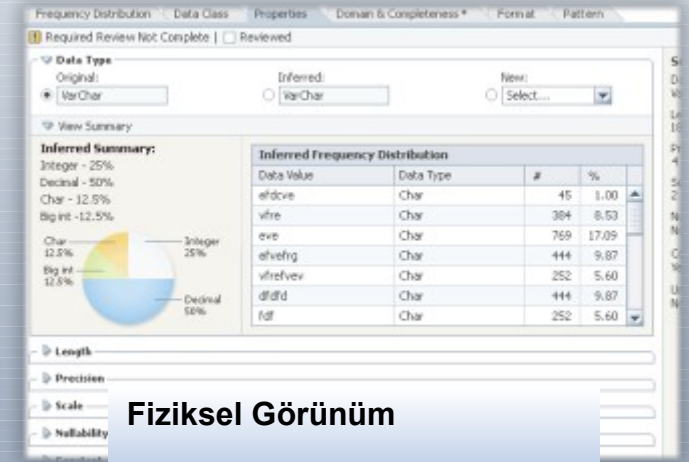 Frequency Distribution Data Class Properties Domain & Completeness * Format Pattern
Required Review Not Complete | Reviewed
Data Type
Original: Inferred: New:
VarChar VarChar Select....
View Summary
Inferred Summary:
Integer - 25%
Decimal - 50%
Char - 12.5%
Big int -12.5%
Char 12.5%
Integer 25%
Big int 12.5%
Decimal 50%
Inferred Frequency Distribution
Data Value Data Type # %
efdcve Char 45 1.00
vfre Char 384 8.53
eve Char 769 17.09
efvefrg Char 444 9.87
vfrefvev Char 252 5.60
dfdfd Char 444 9.87
fdf Char 252 5.60
Length
Precision
Scale
Nullability
Fiziksel Görünüm